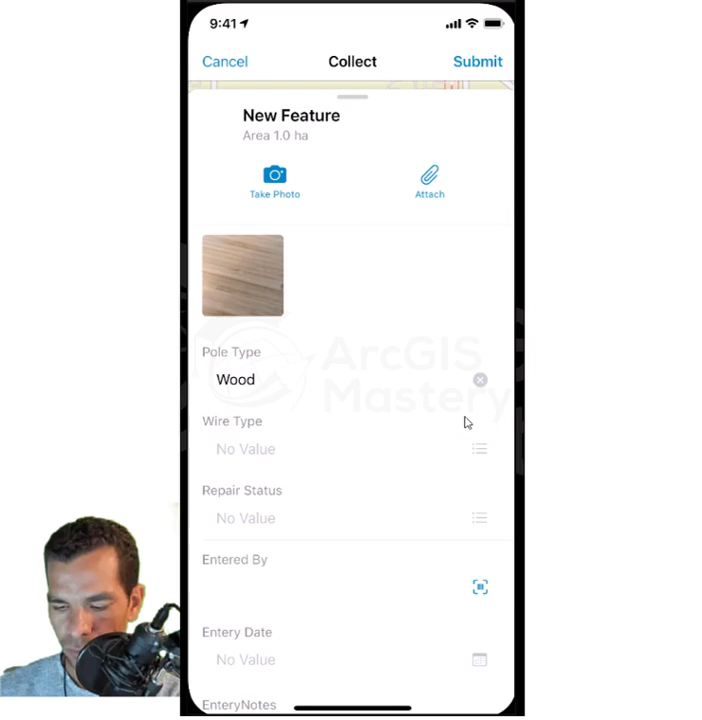 9:41
Cancel Collect Submit
New Feature
Area 1.0 ha
Take Photo Attach
ArcGIS
Mastery
Pole Type
Wood
Wire Type
No Value
Repair Status
No Value
Entered By
Entery Date
No Value
EnteryNotes